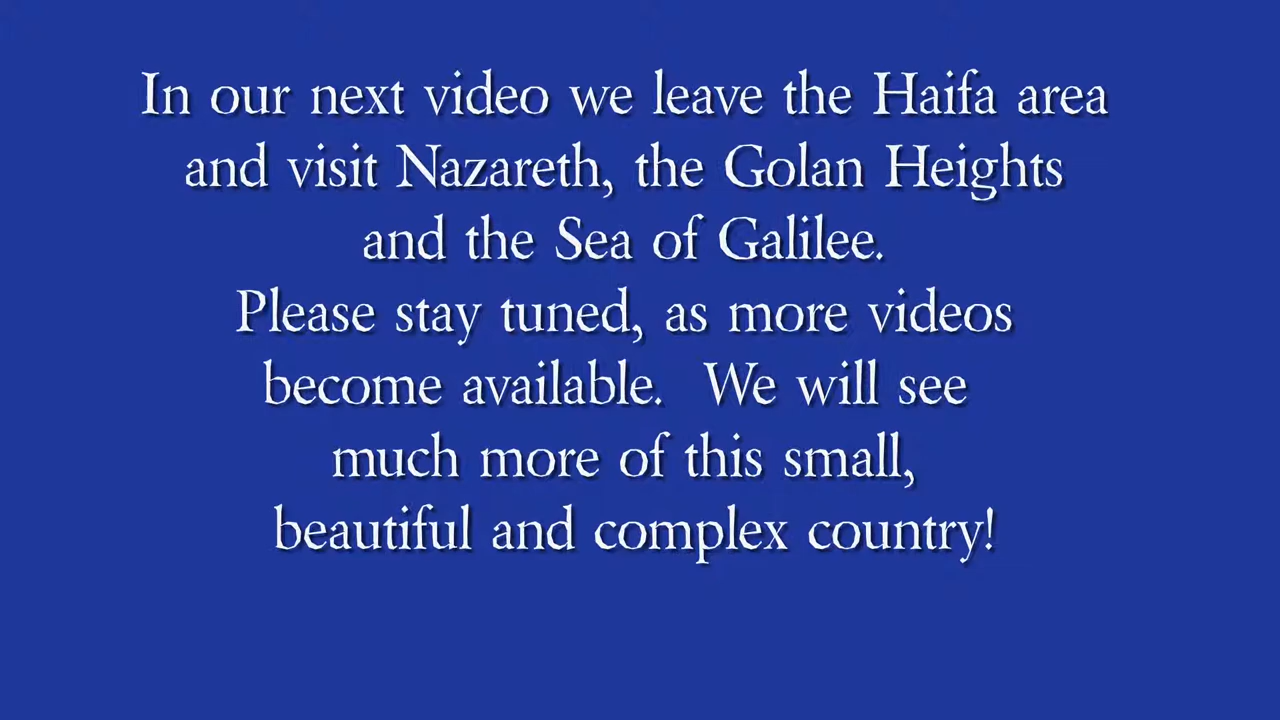 In our next video we leave the Haifa area
and visit Nazareth, the Golan Heights
and the Sea of Galilee.
Please stay tuned, as more videos
become available.  We will see
much more of this small,
beautiful and complex country!